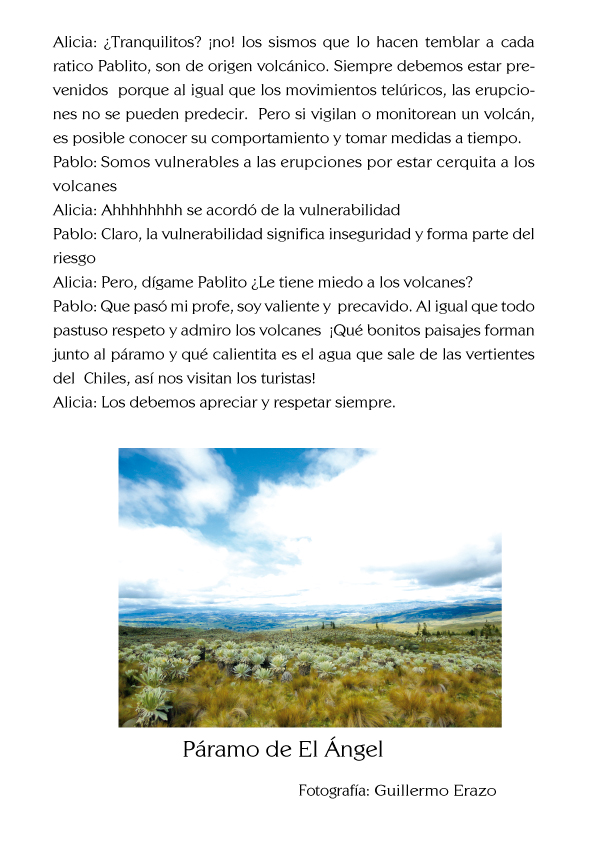 Alicia: ¿Tranquilitos? ¡no! los sismos que lo hacen temblar a cada
ratico Pablito, son de origen volcánico. Siempre debemos estar pre-
venidos  porque al igual que los movimientos telúricos, las erupcio-
nes no se pueden predecir.  Pero si vigilan o monitorean un volcán,
es posible conocer su comportamiento y tomar medidas a tiempo.
Pablo: Somos vulnerables a las erupciones por estar cerquita a los
volcanes
Alicia: Ahhhhhhhh se acordó de la vulnerabilidad
Pablo: Claro, la vulnerabilidad significa inseguridad y forma parte del
riesgo
Alicia: Pero, dígame Pablito ¿Le tiene miedo a los volcanes?
Pablo: Que pasó mi profe, soy valiente y  precavido. Al igual que todo
pastuso respeto y admiro los volcanes  ¡Qué bonitos paisajes forman
junto al páramo y qué calientita es el agua que sale de las vertientes
del  Chiles, así nos visitan los turistas!
Alicia: Los debemos apreciar y respetar siempre.
Páramo de El Ángel
Fotografía: Guillermo Erazo